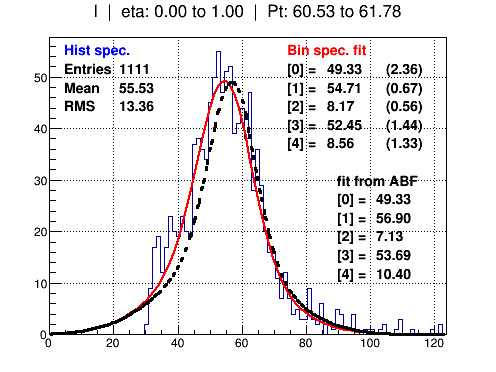 I | eta: 0.00 to 1.00 | Pt: 60.53 to 61.78
Hist spec.
Entries 1111
Mean 55.53
RMS 13.36
Bin spec. fit
[0] = 49.33 (2.36)
[1] = 54.71 (0.67)
[2] = 8.17 (0.56)
[3] = 52.45 (1.44)
[4] = 8.56 (1.33)
fit from ABF
[0] = 49.33
[1] = 56.90
[2] = 7.13
[3] = 53.69
[4] = 10.40
50
40
30
20
10
0
0 20 40 60 80 100 120